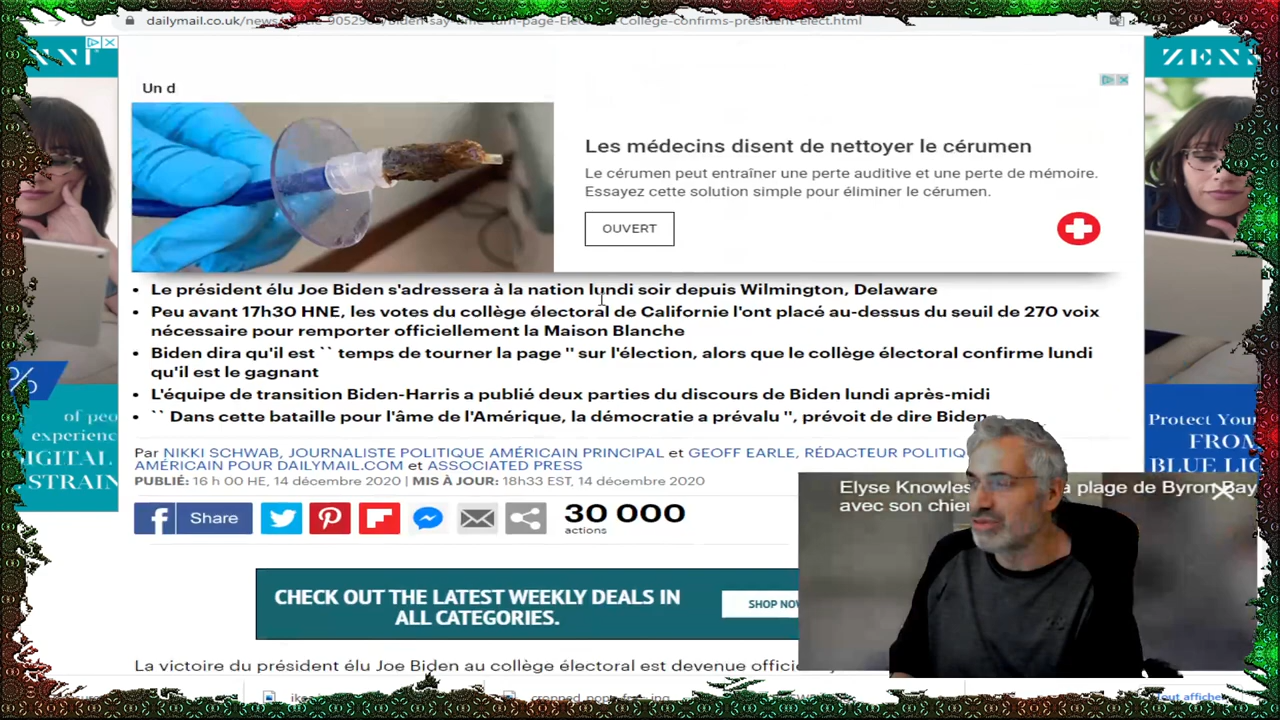 dailymail.co.uk/news
College-confirms-president-elect.html
ZENNI
Un d
Les médecins disent de nettoyer le cérumen
Le cérumen peut entraîner une perte auditive et une perte de mémoire.
Essayez cette solution simple pour éliminer le cérumen.
OUVERT
• Le président élu Joe Biden s'adressera à la nation lundi soir depuis Wilmington, Delaware
• Peu avant 17h30 HNE, les votes du collège électoral de Californie l'ont placé au-dessus du seuil de 270 voix
nécessaire pour remporter officiellement la Maison Blanche
• Biden dira qu'il est `` temps de tourner la page '' sur l'élection, alors que le collège électoral confirme lundi
qu'il est le gagnant
• L'équipe de transition Biden-Harris a publié deux parties du discours de Biden lundi après-midi
• `` Dans cette bataille pour l'âme de l'Amérique, la démocratie a prévalu '', prévoit de dire Biden
Par NIKKI SCHWAB, JOURNALISTE POLITIQUE AMÉRICAIN PRINCIPAL et GEOFF EARLE, RÉDACTEUR POLITIQ
AMÉRICAIN POUR DAILYMAIL.COM et ASSOCIATED PRESS
PUBLIÉ: 16 h 00 HE, 14 décembre 2020 | MIS À JOUR: 18h33 EST, 14 décembre 2020
Share
30 000
actions
CHECK OUT THE LATEST WEEKLY DEALS IN
ALL CATEGORIES.
SHOP NOW
La victoire du président élu Joe Biden au collège électoral est devenue offici
Elyse Knowles
a plage de Byron Bay
avec son chien
of peo
experienc
DIGITAL
STRAIN
Protect You
FROM
BLUE LIG
tout affiche